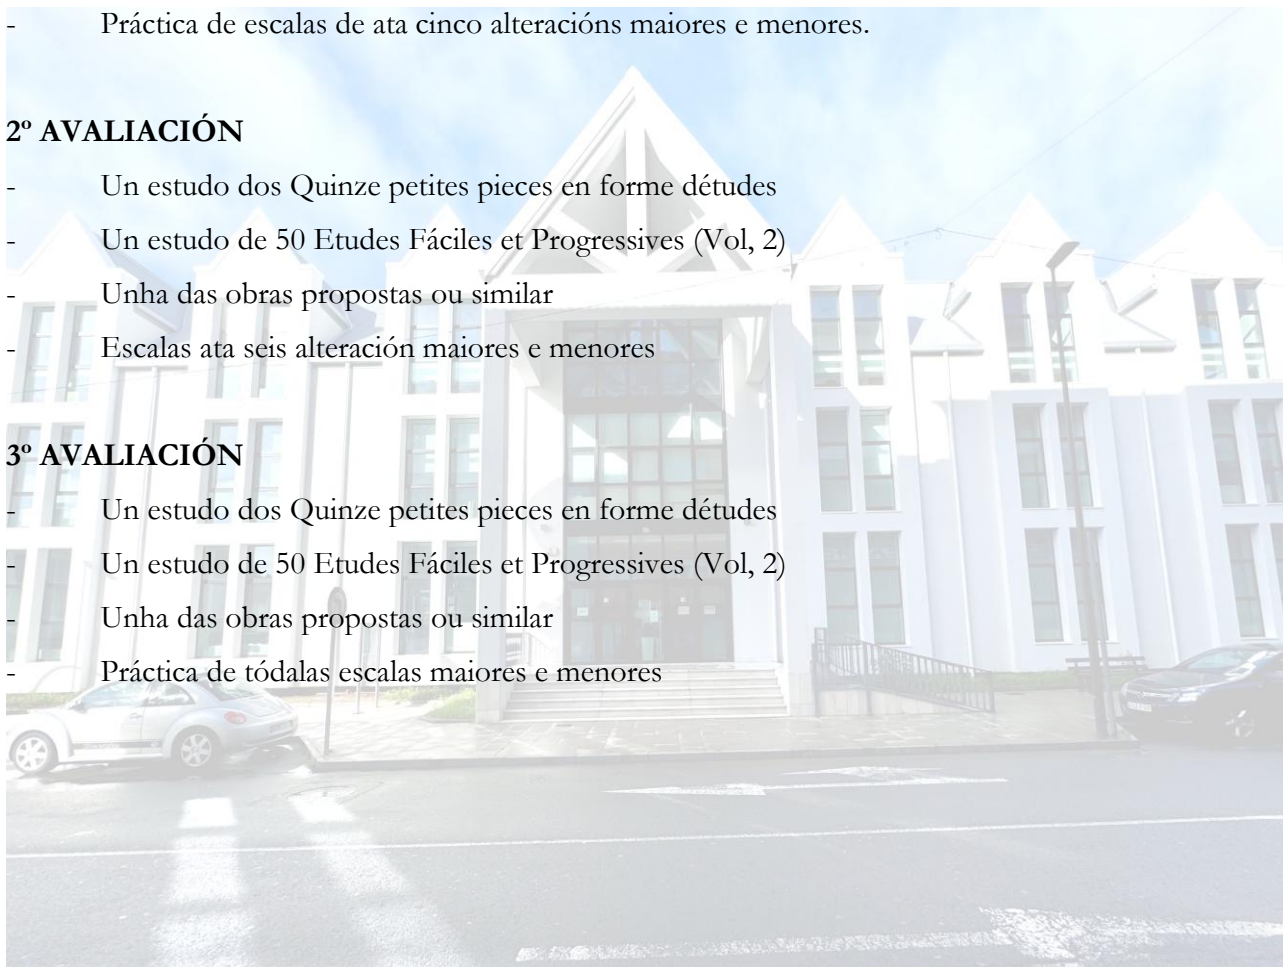 - Práctica de escalas de ata cinco alteracións maiores e menores.
2º AVALIACIÓN
- Un estudo dos Quinze petites pieces en forme détudes
- Un estudo de 50 Etudes Fáciles et Progressives (Vol, 2)
- Unha das obras propostas ou similar
- Escalas ata seis alteración maiores e menores
3º AVALIACIÓN
- Un estudo dos Quinze petites pieces en forme détudes
- Un estudo de 50 Etudes Fáciles et Progressives (Vol, 2)
- Unha das obras propostas ou similar
- Práctica de tódalas escalas maiores e menores